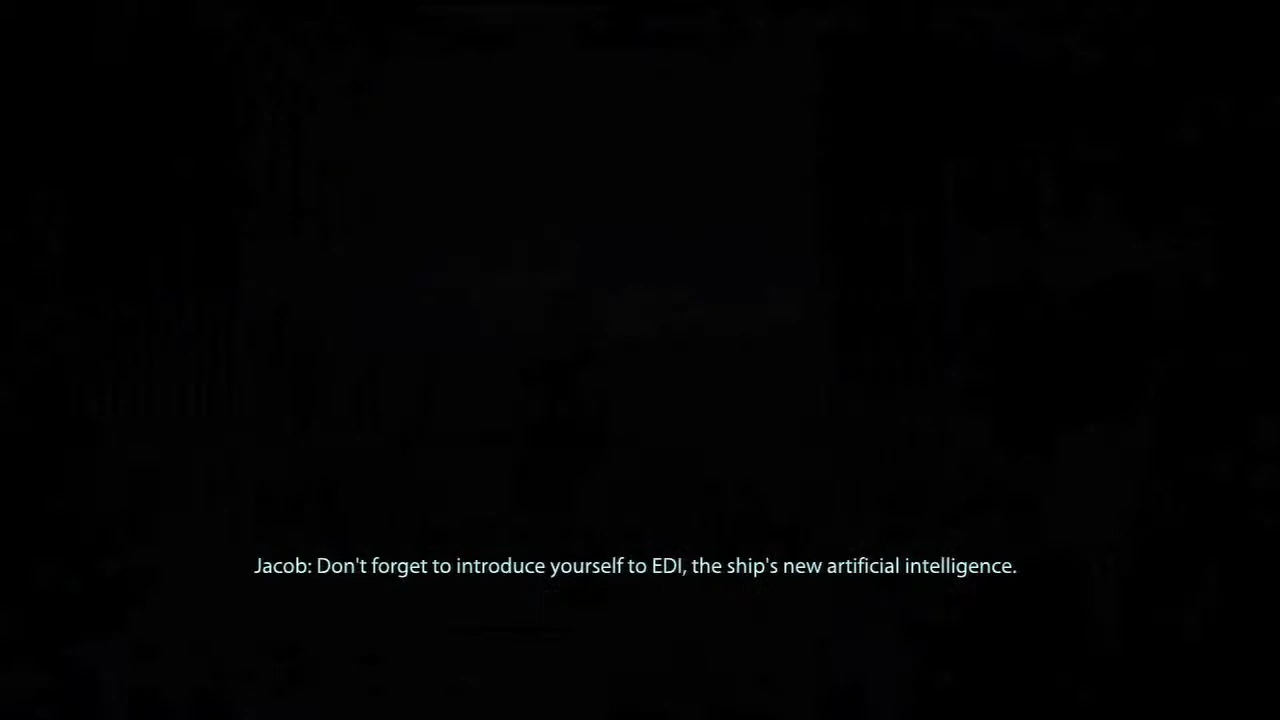 Jacob: Don't forget to introduce yourself to EDI, the ship's new artificial intelligence.